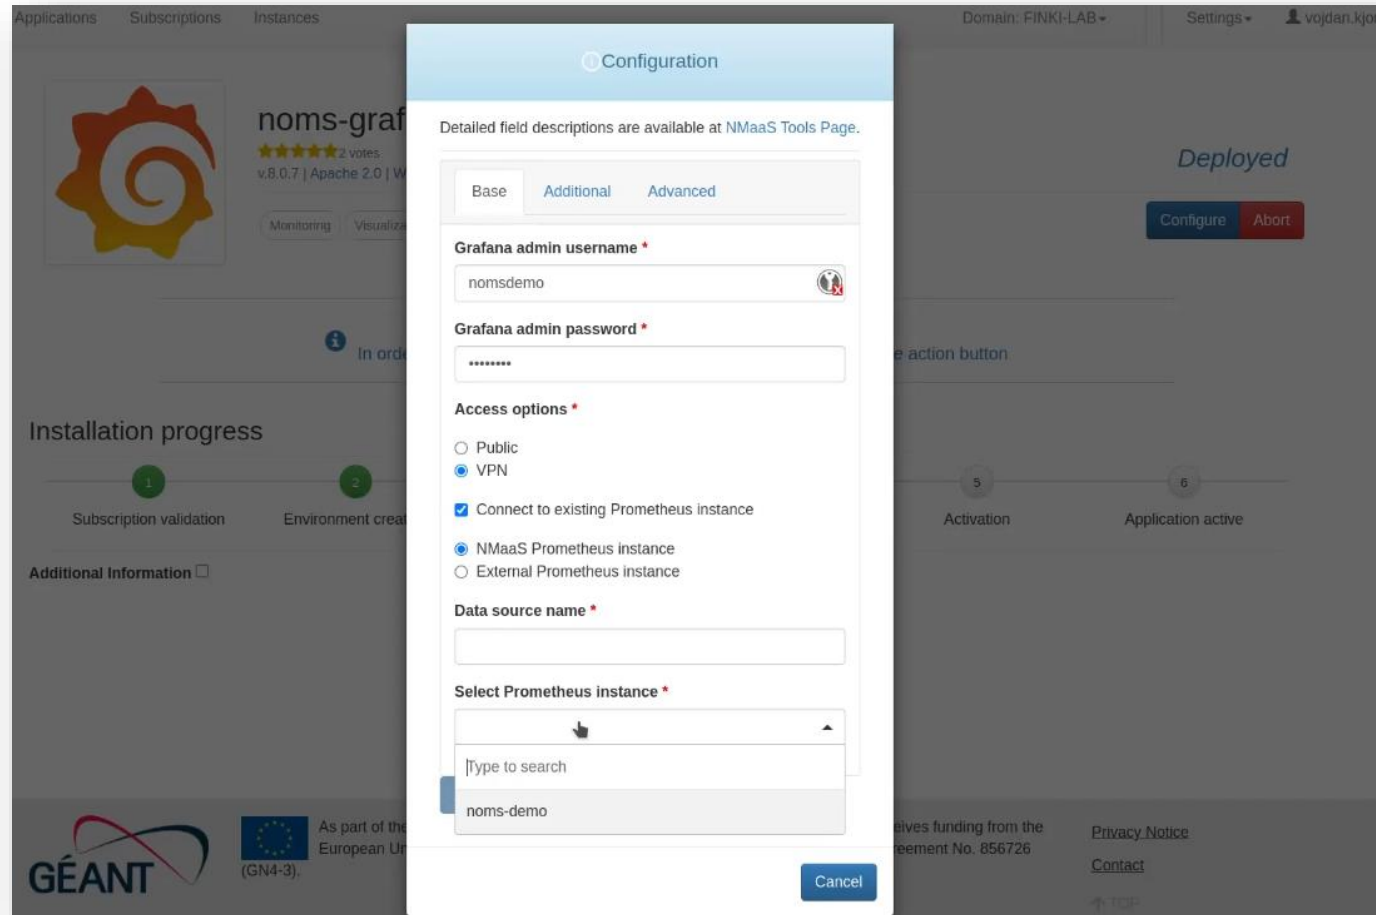 Applications Subscriptions Instances Domain: FINKI-LAB Settings vojdan.kjor
Configuration
noms-graf
2 votes
v.8.0.7 | Apache 2.0 | W
Monitoring Visualiza
Deployed
Configure Abort
In orde
e action button
Installation progress
1 2 5 6
Subscription validation Environment creat Activation Application active
Additional Information
Detailed field descriptions are available at NMaaS Tools Page.
Base Additional Advanced
Grafana admin username *
nomsdemo
Grafana admin password *
••••••••
Access options *
Public
VPN
Connect to existing Prometheus instance
NMaaS Prometheus instance
External Prometheus instance
Data source name *
Select Prometheus instance *
Type to search
noms-demo
Cancel
GÉANT
As part of the
European Un
(GN4-3).
eives funding from the
reement No. 856726
Privacy Notice
Contact
TOP